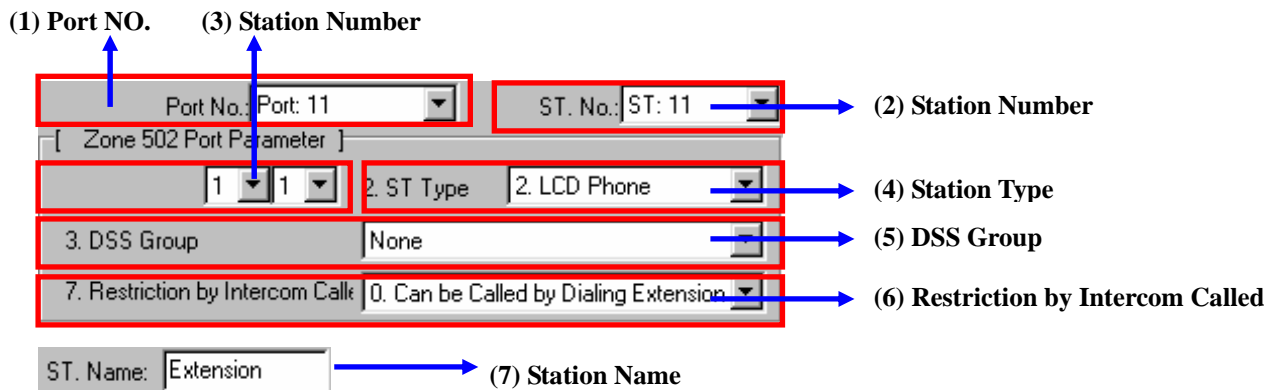 (1) Port NO. (3) Station Number
Port No.: Port: 11 ST. No.: ST: 11 (2) Station Number
[ Zone 502 Port Parameter ]
1 1 2. ST Type 2. LCD Phone (4) Station Type
3. DSS Group None (5) DSS Group
7. Restriction by Intercom Calle 0. Can be Called by Dialing Extension (6) Restriction by Intercom Called
ST. Name: Extension (7) Station Name